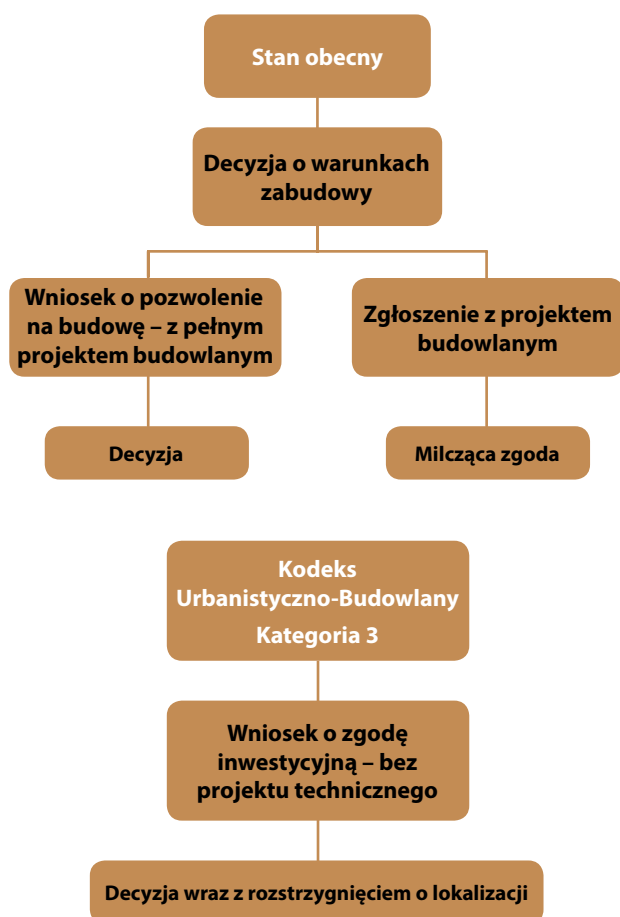 Stan obecny
Decyzja o warunkach
zabudowy
Wniosek o pozwolenie
na budowę – z pełnym
projektem budowlanym
Zgłoszenie z projektem
budowlanym
Decyzja
Milcząca zgoda
Kodeks
Urbanistyczno-Budowlany
Kategoria 3
Wniosek o zgodę
inwestycyjną – bez
projektu technicznego
Decyzja wraz z rozstrzygnięciem o lokalizacji